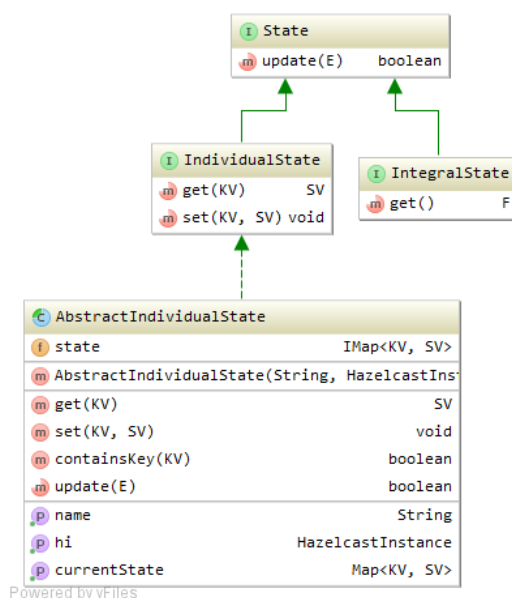 I State
m update(E) boolean
I IndividualState
m get(KV) SV
m set(KV, SV) void
I IntegralState
m get() F
C AbstractIndividualState
f state IMap<KV, SV>
m AbstractIndividualState(String, HazelcastIns
m get(KV) SV
m set(KV, SV) void
m containsKey(KV) boolean
m update(E) boolean
p name String
p hi HazelcastInstance
p currentState Map<KV, SV>
Powered by yFiles